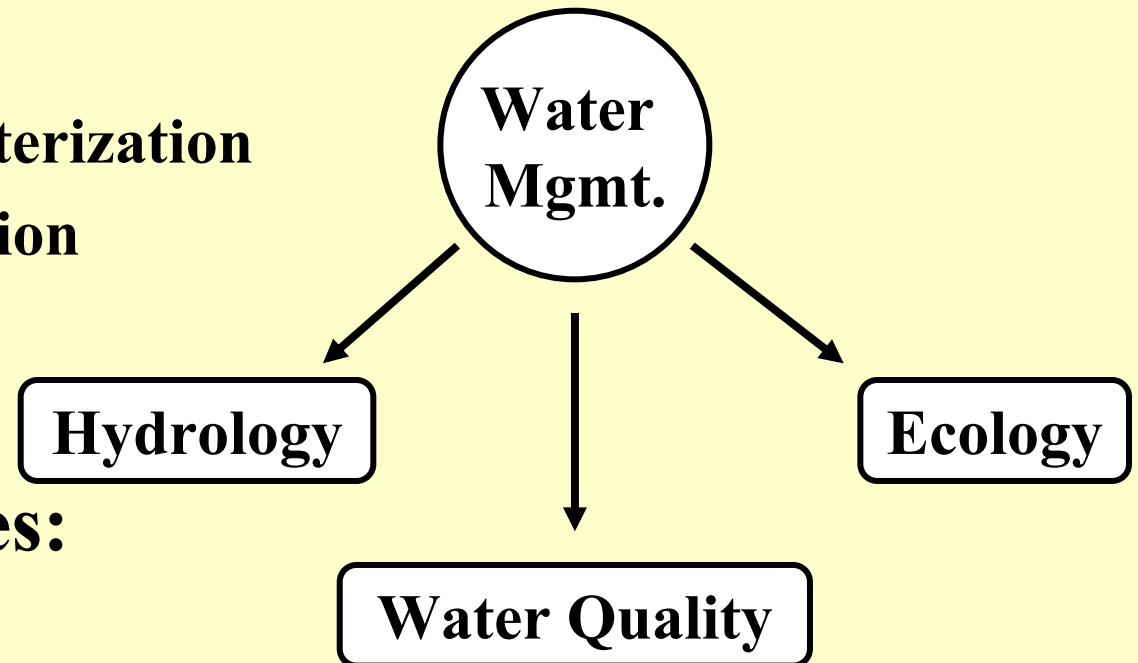 Water
Mgmt.
terization
ion
Hydrology
Ecology
es:
Water Quality